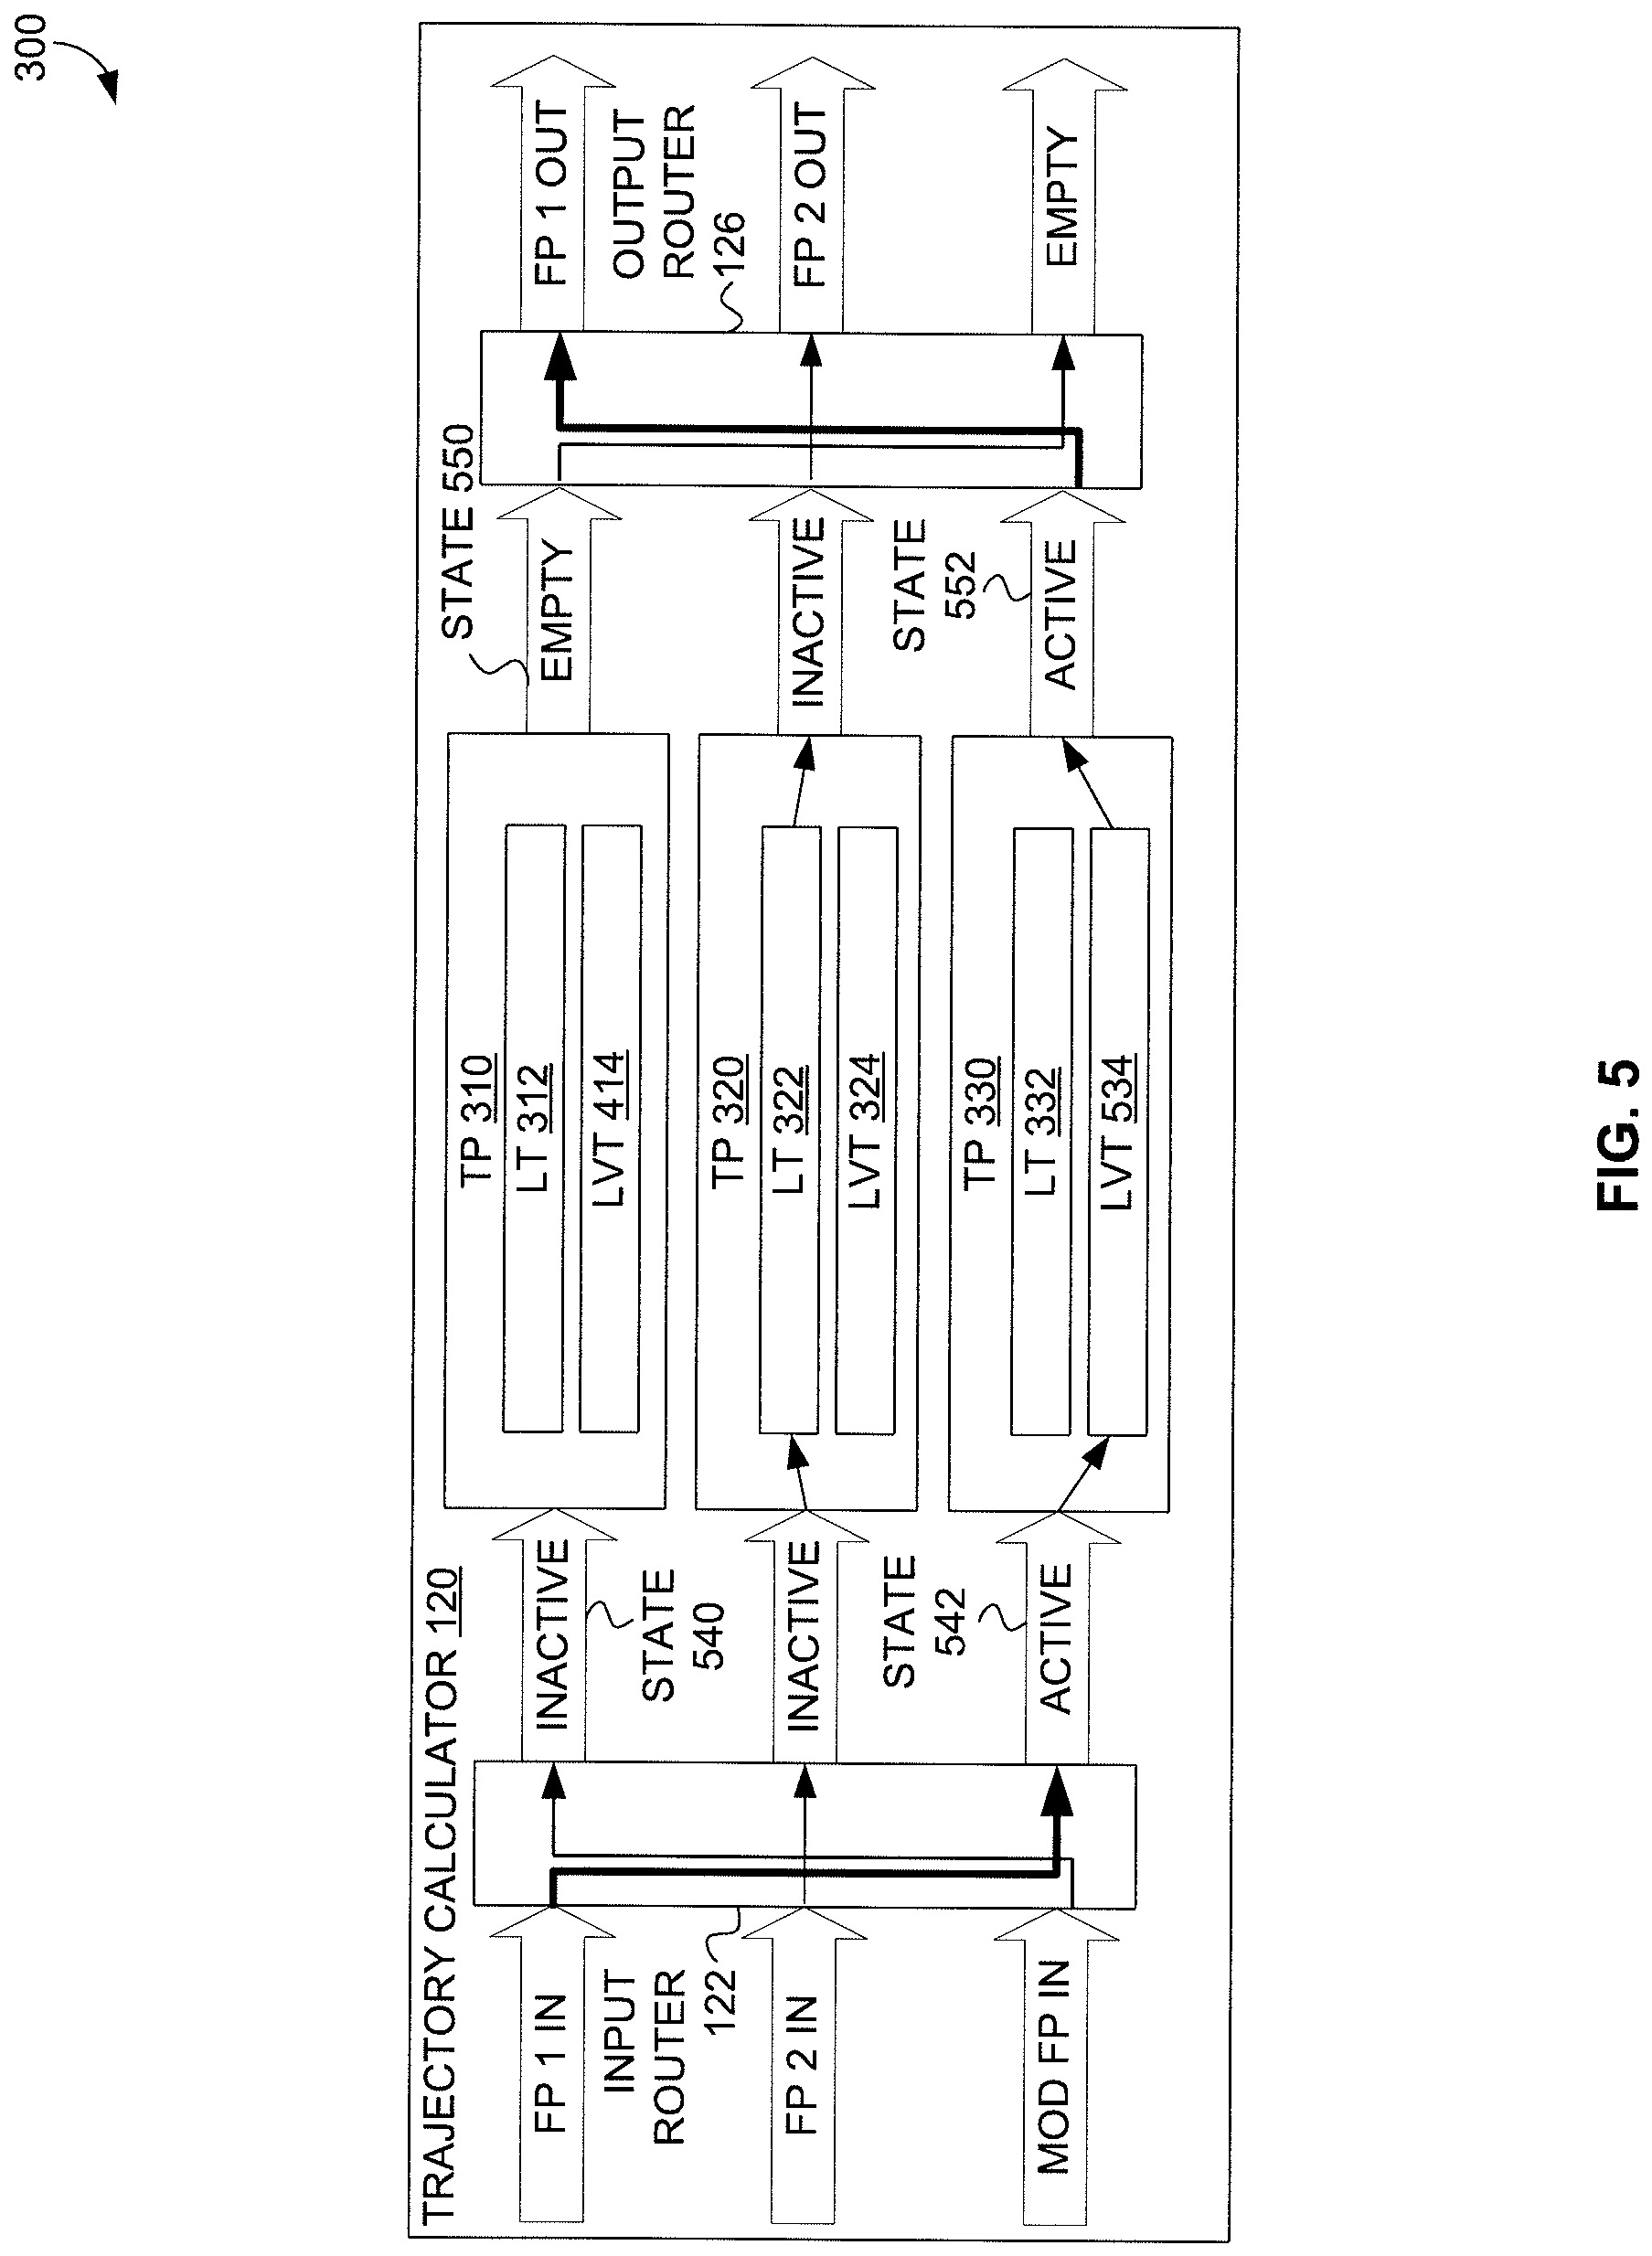 300
TRAJECTORY CALCULATOR 120
FP 1 IN
INPUT
ROUTER
122
FP 2 IN
MOD FP IN
INACTIVE
STATE
540
INACTIVE
STATE
542
ACTIVE
TP 310
LT 312
LVT 414
TP 320
LT 322
LVT 324
TP 330
LT 332
LVT 534
STATE 550
EMPTY
INACTIVE
STATE
552
ACTIVE
FP 1 OUT
OUTPUT
ROUTER
126
FP 2 OUT
EMPTY
FIG. 5